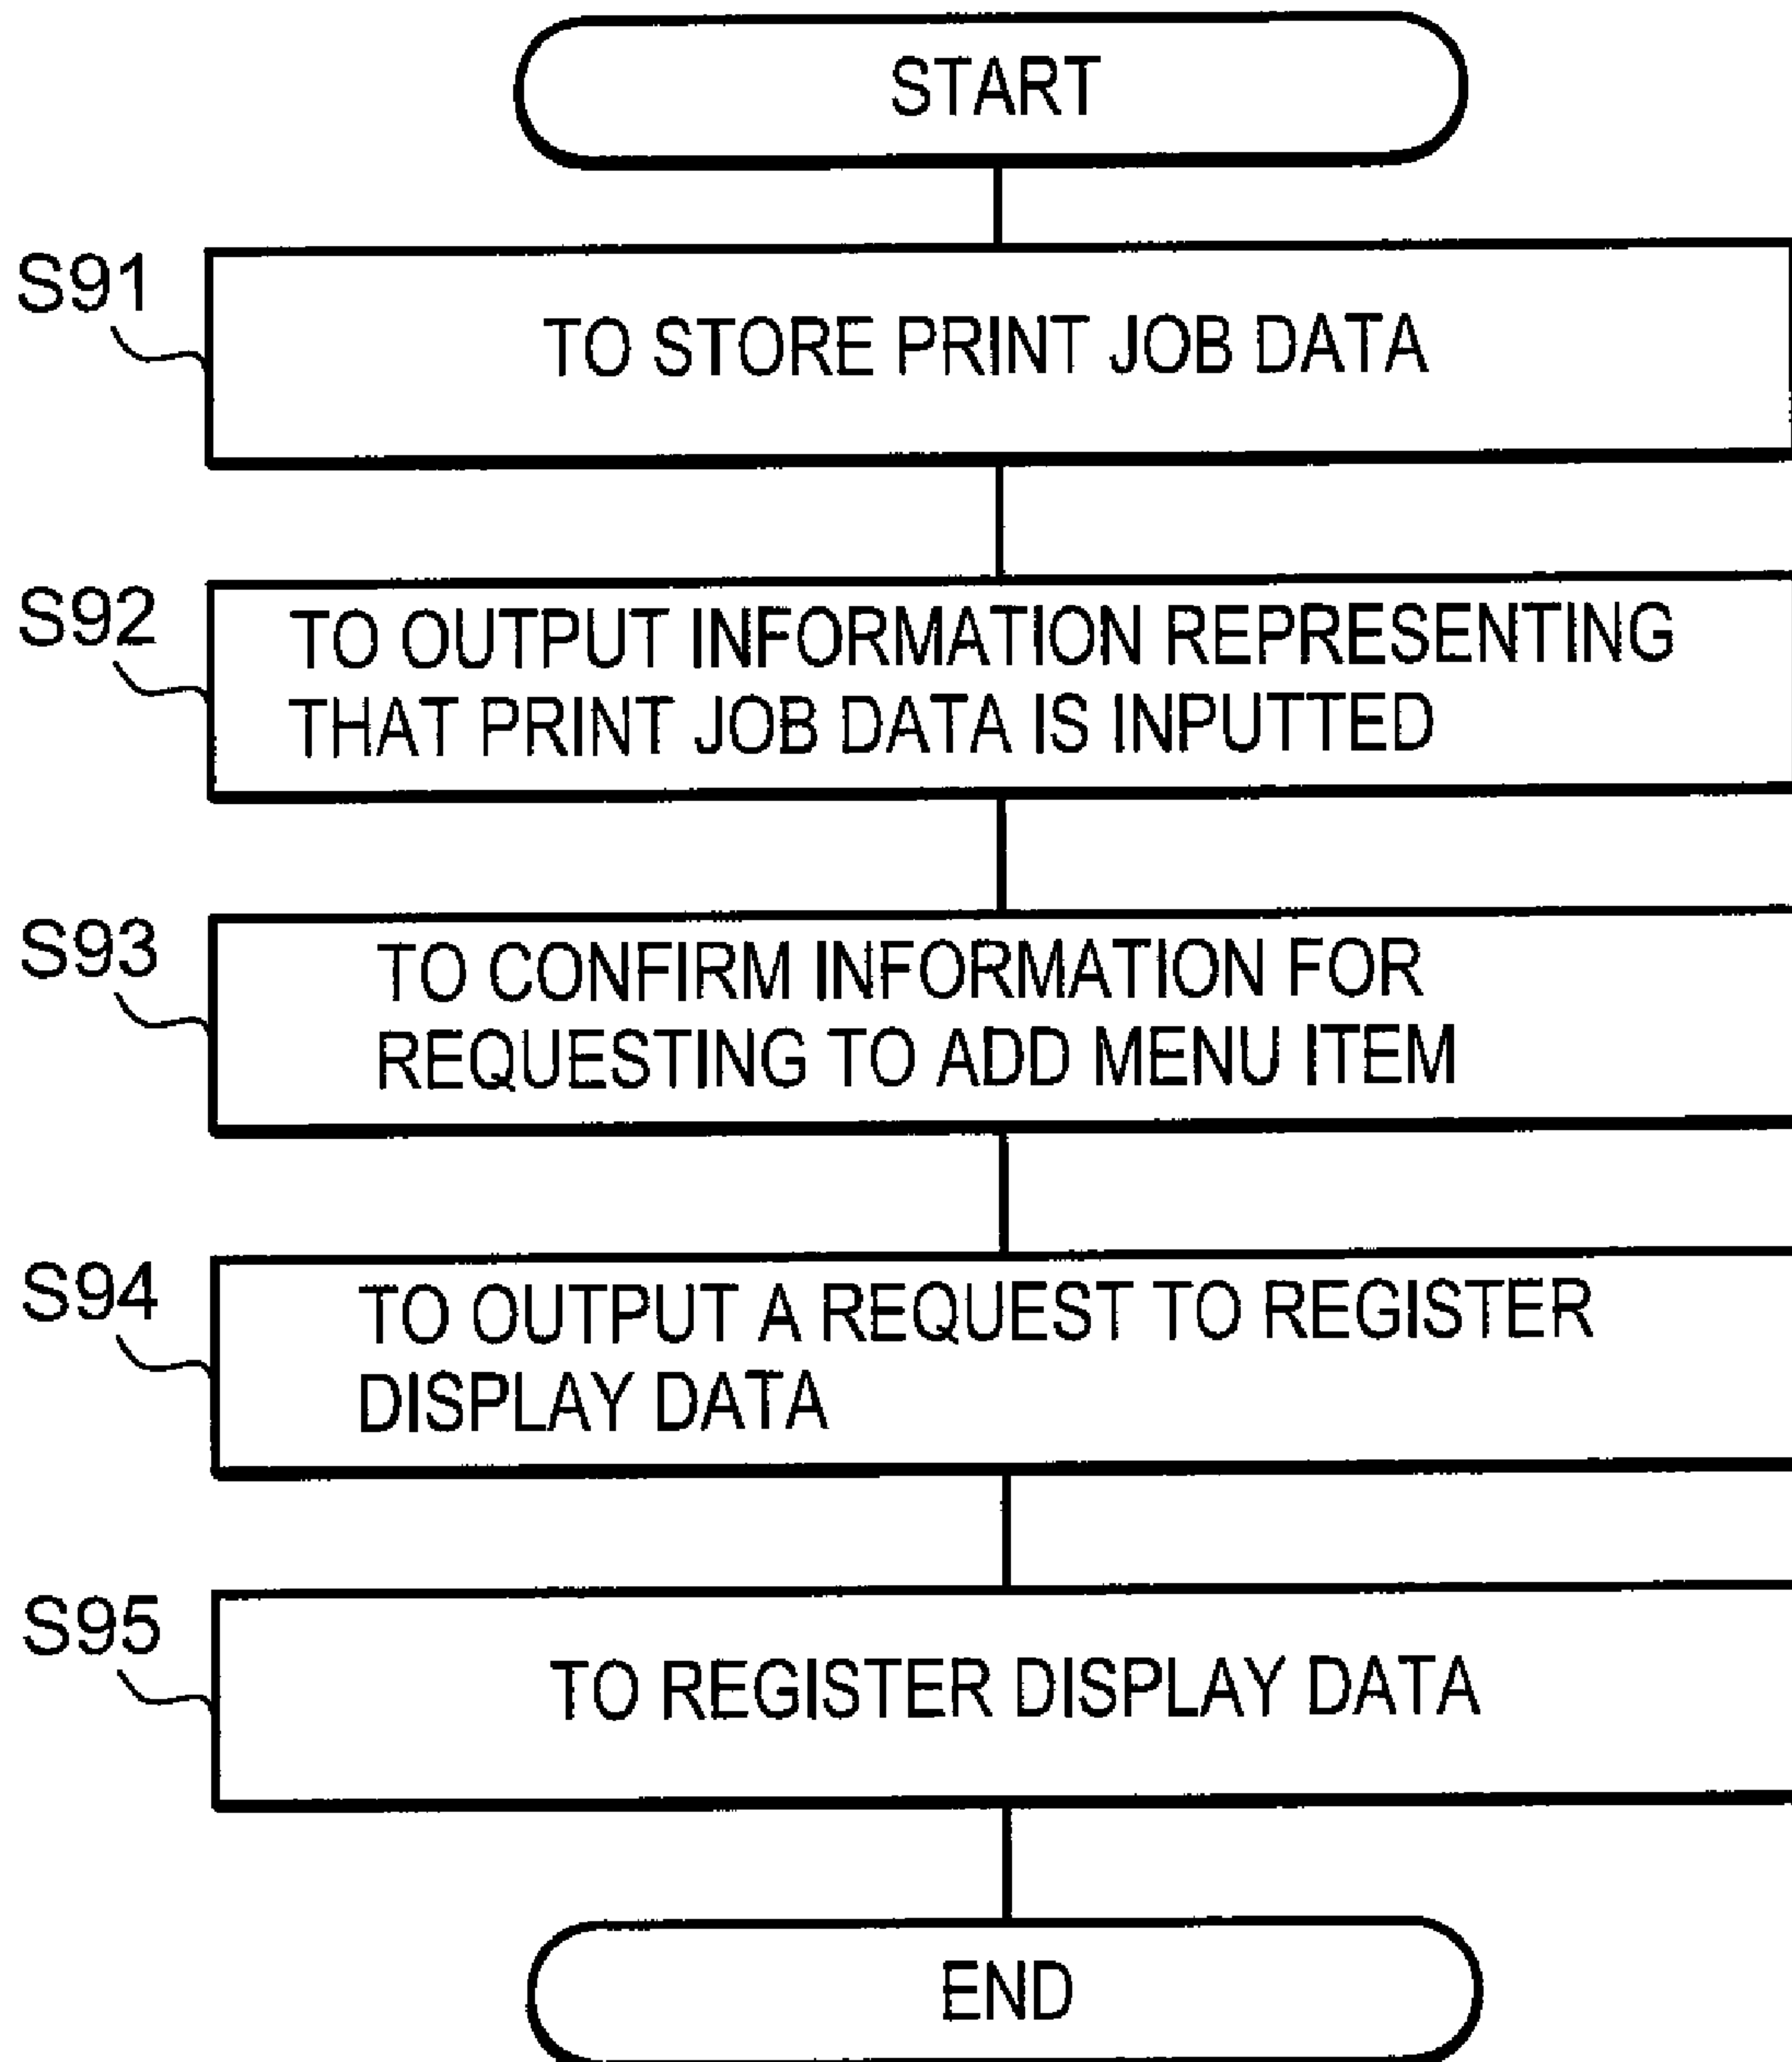 START
S91
TO STORE PRINT JOB DATA
S92
TO OUTPUT INFORMATION REPRESENTING
THAT PRINT JOB DATA IS INPUTTED
S93
TO CONFIRM INFORMATION FOR
REQUESTING TO ADD MENU ITEM
S94
TO OUTPUT A REQUEST TO REGISTER
DISPLAY DATA
S95
TO REGISTER DISPLAY DATA
END